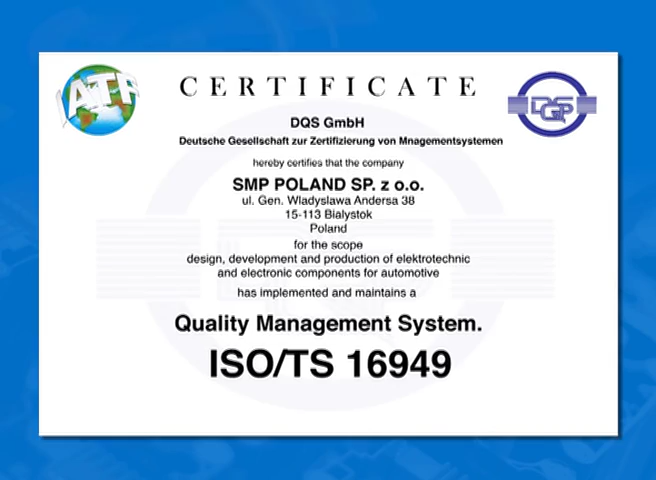 IATF
CERTIFICATE
DQS
DQS GmbH
Deutsche Gesellschaft zur Zertifizierung von Mnagementsystemen
hereby certifies that the company
SMP POLAND SP. z o.o.
ul. Gen. Wladyslawa Andersa 38
15-113 Bialystok
Poland
for the scope
design, development and production of elektrotechnic
and electronic components for automotive
has implemented and maintains a
Quality Management System.
ISO/TS 16949